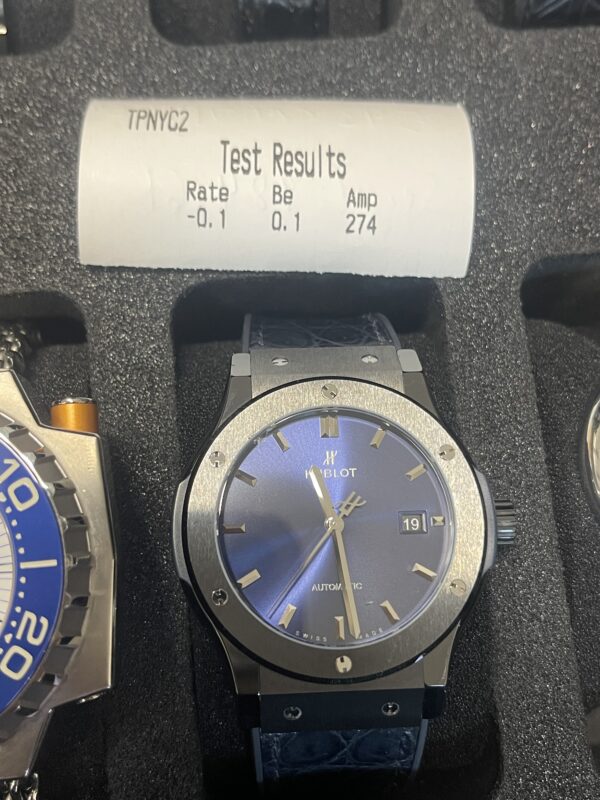 TPNYC2
Test Results
Rate Be Amp
-0.1 0.1 274
HUBLOT
19
AUTOMATIC
SWISS MADE
10
20